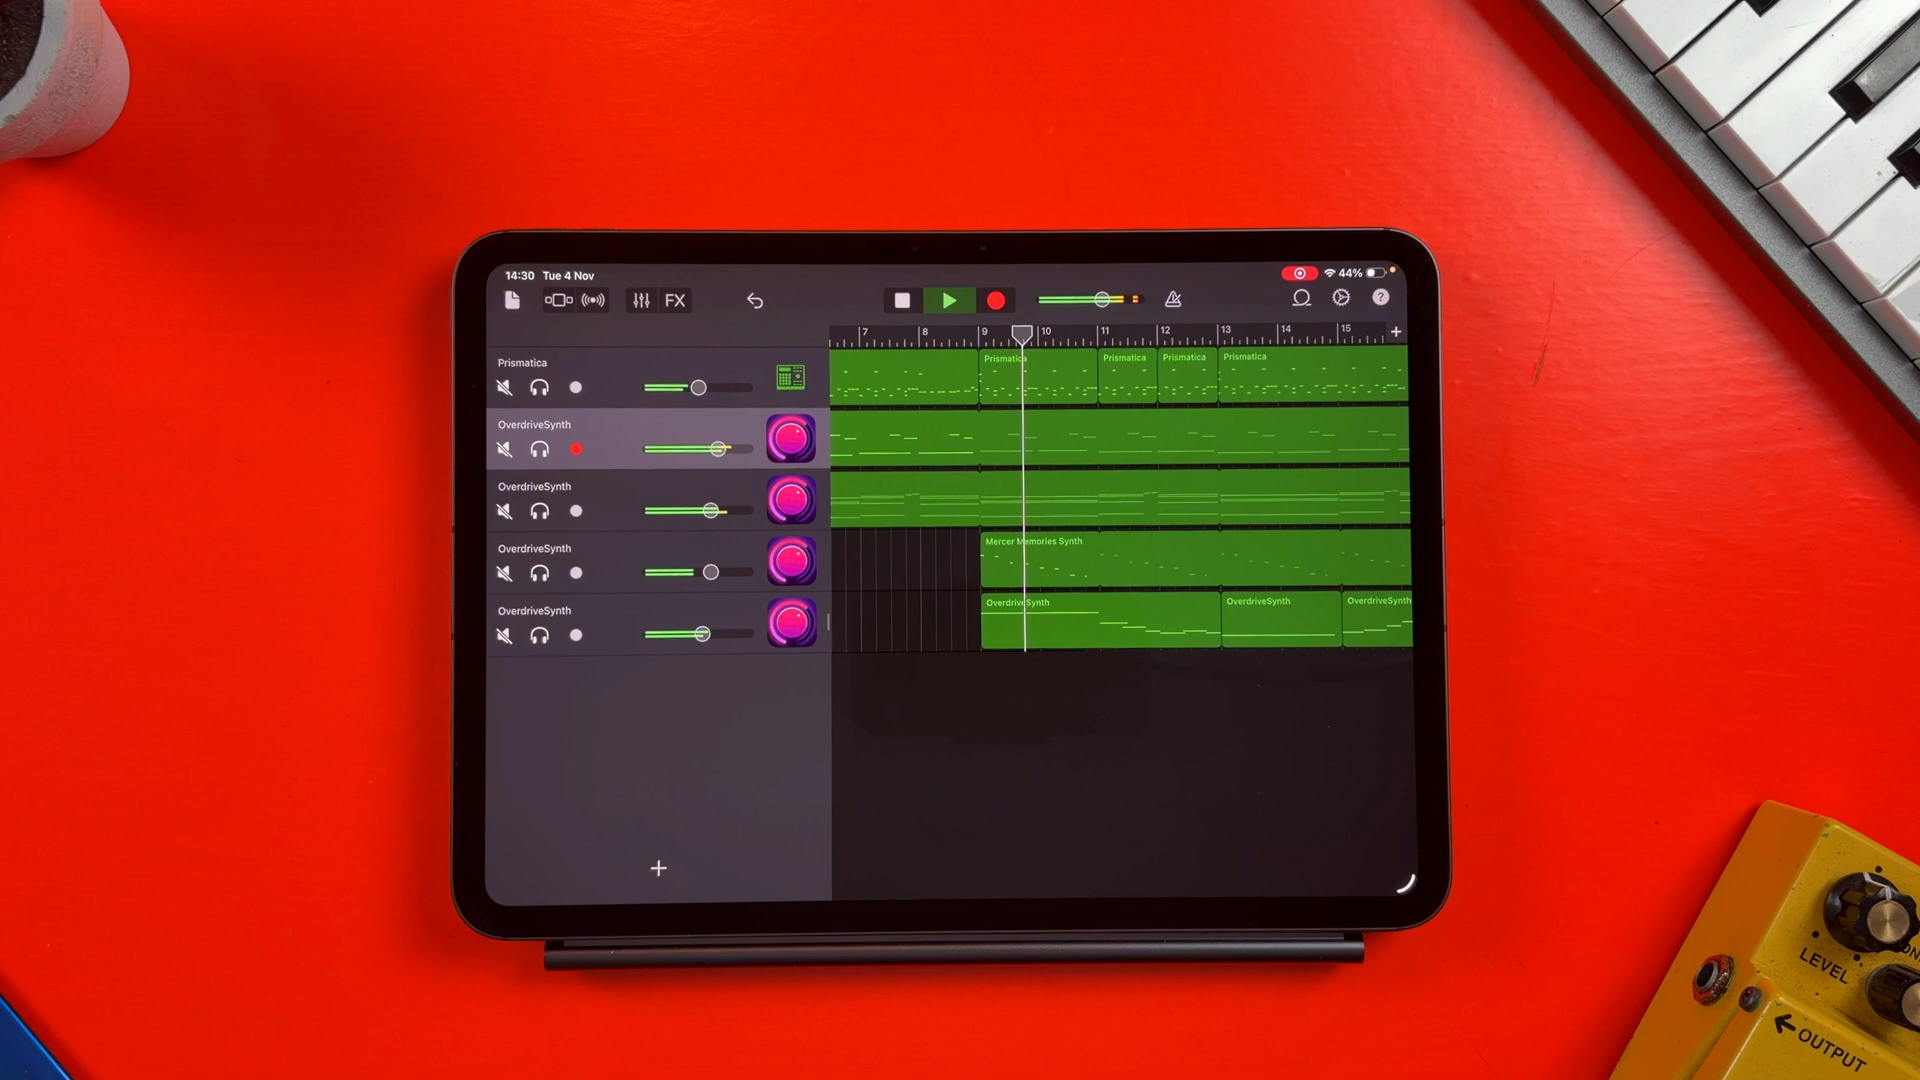 14:30 Tue 4 Nov
44%
FX
?
7 8 9 10 11 12 13 14 15
Prismatica
Prismatica Prismatica Prismatica Prismatica
OverdriveSynth
OverdriveSynth
OverdriveSynth
Mercer Memories Synth
OverdriveSynth
OverdriveSynth OverdriveSynth OverdriveSynth
LEVEL
OUTPUT